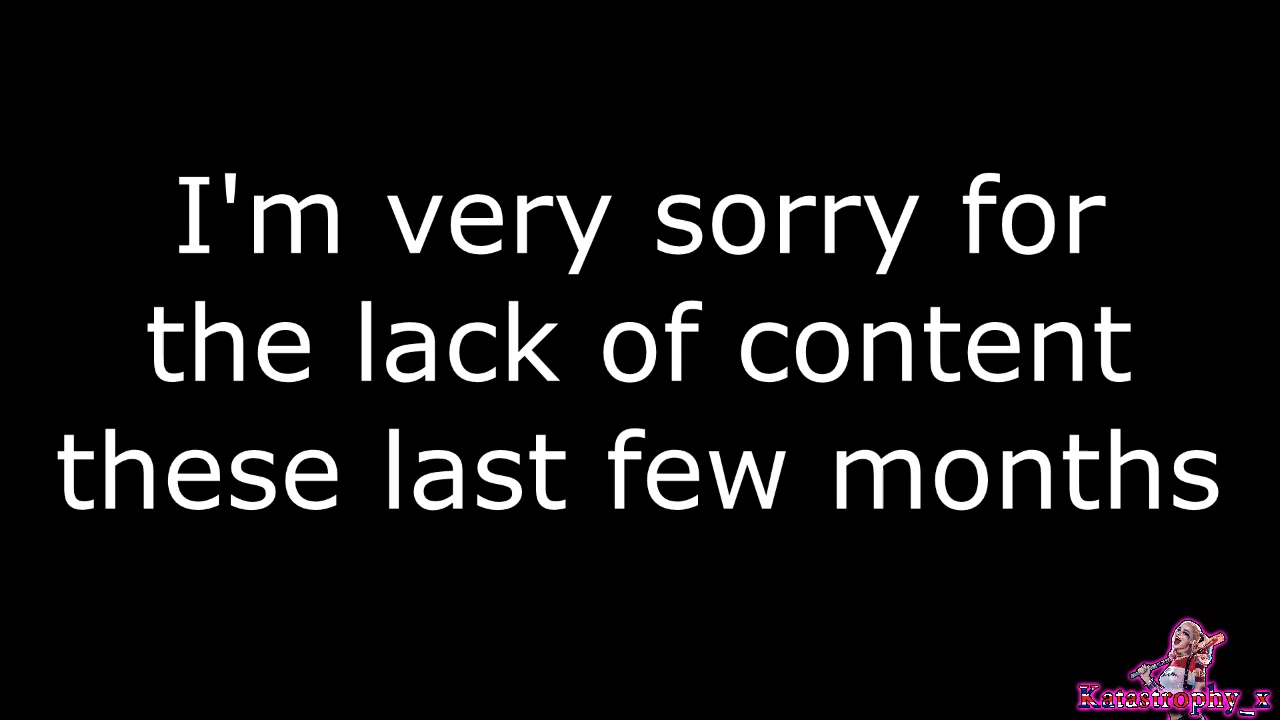 I'm very sorry for
the lack of content
these last few months
Katastrophy_x